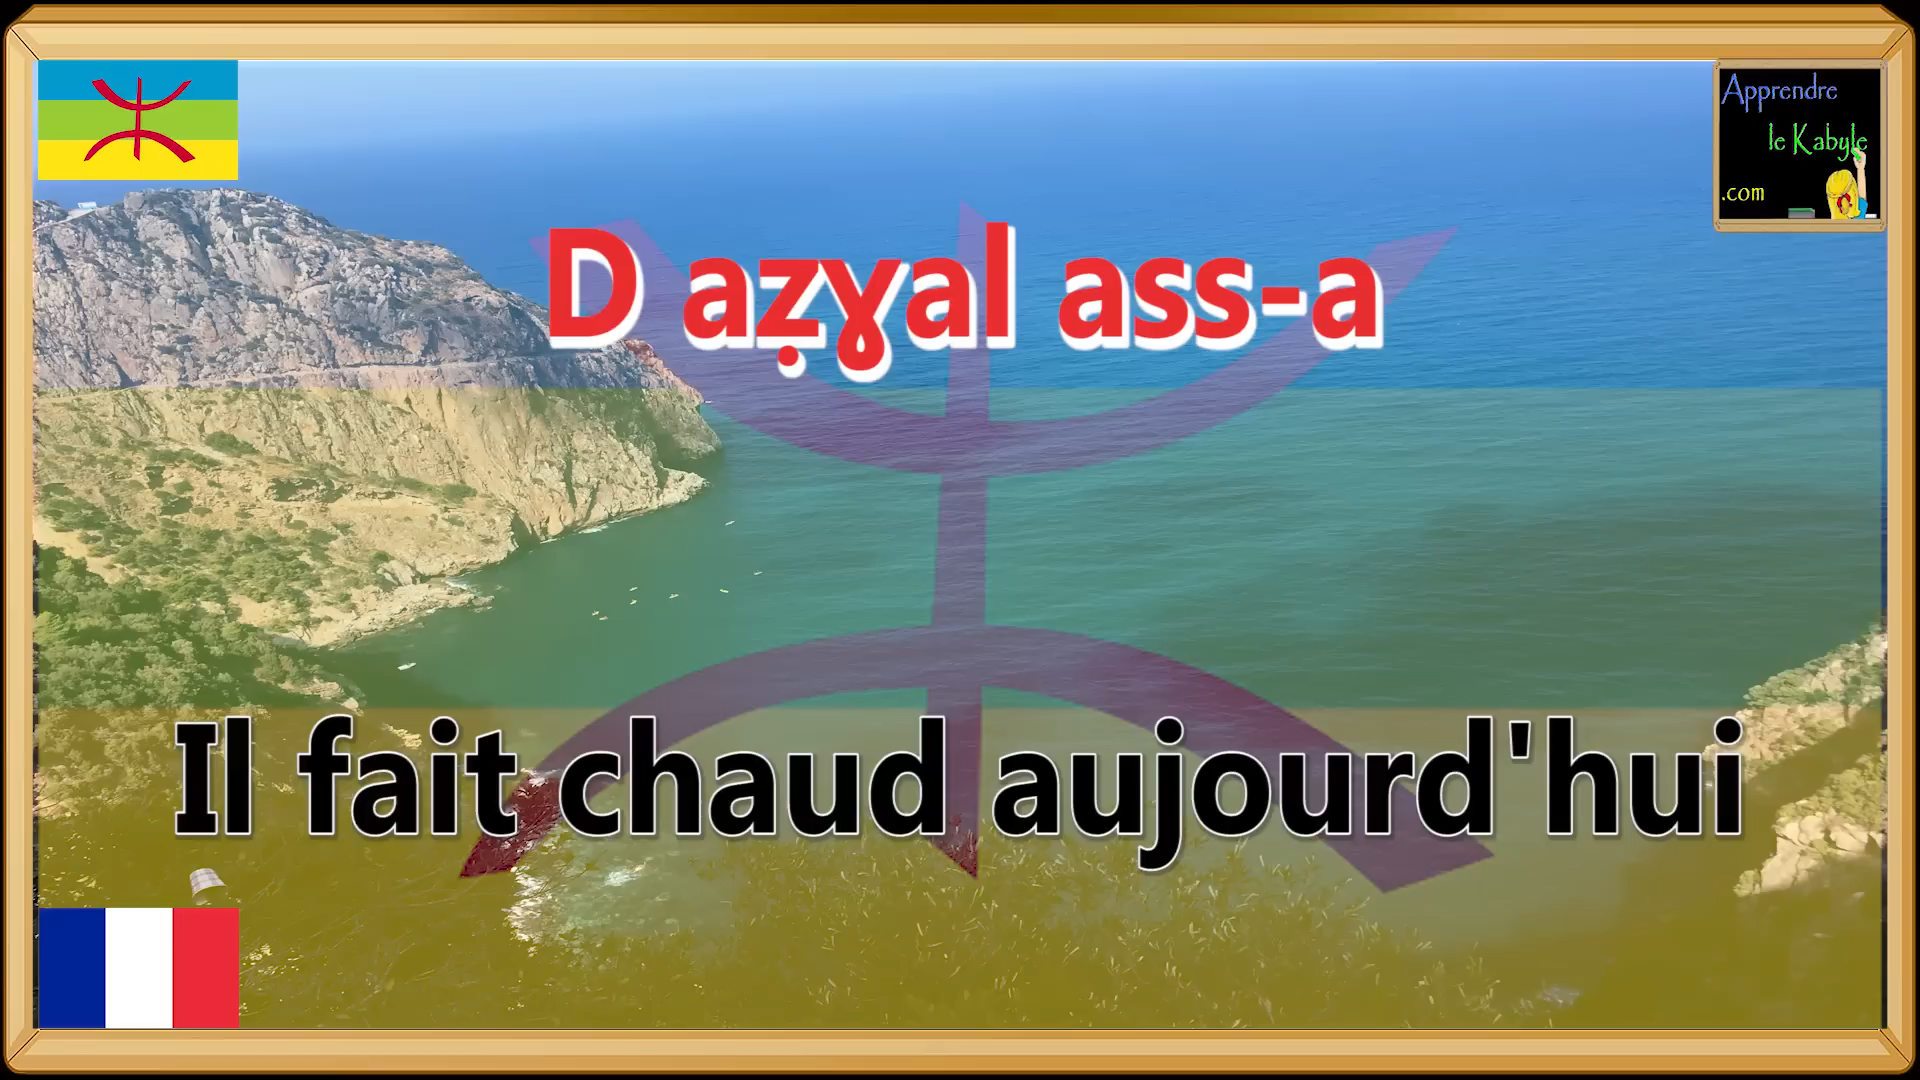 Apprendre
le Kabyle
.com
D aẓɣal ass-a
Il fait chaud aujourd'hui